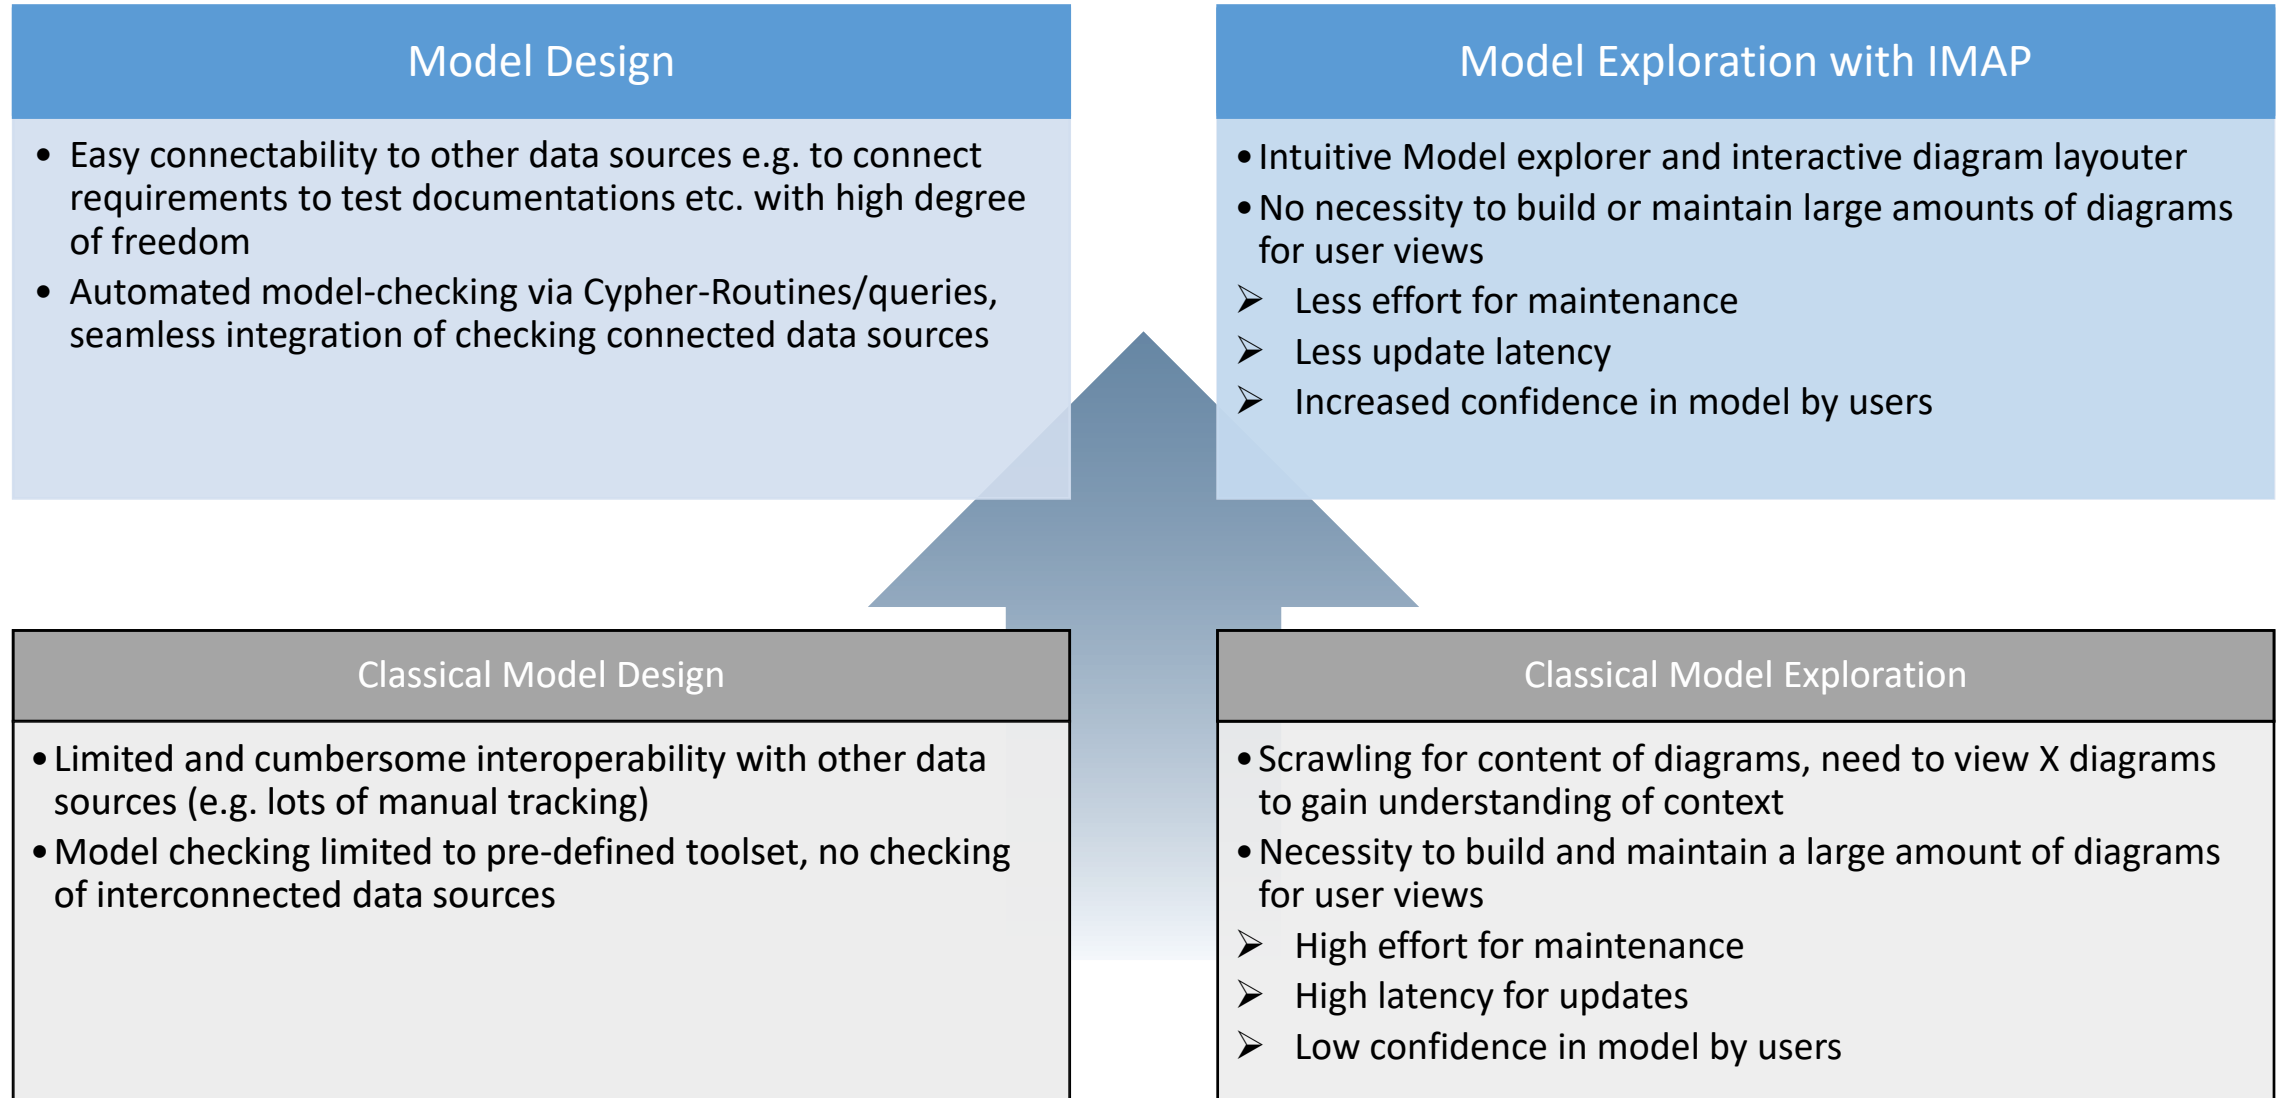 Model Design
• Easy connectability to other data sources e.g. to connect
requirements to test documentations etc. with high degree
of freedom
• Automated model-checking via Cypher-Routines/queries,
seamless integration of checking connected data sources
Model Exploration with IMAP
• Intuitive Model explorer and interactive diagram layouter
• No necessity to build or maintain large amounts of diagrams
for user views
➢ Less effort for maintenance
➢ Less update latency
➢ Increased confidence in model by users
Classical Model Design
• Limited and cumbersome interoperability with other data
sources (e.g. lots of manual tracking)
• Model checking limited to pre-defined toolset, no checking
of interconnected data sources
Classical Model Exploration
• Scrawling for content of diagrams, need to view X diagrams
to gain understanding of context
• Necessity to build and maintain a large amount of diagrams
for user views
➢ High effort for maintenance
➢ High latency for updates
➢ Low confidence in model by users